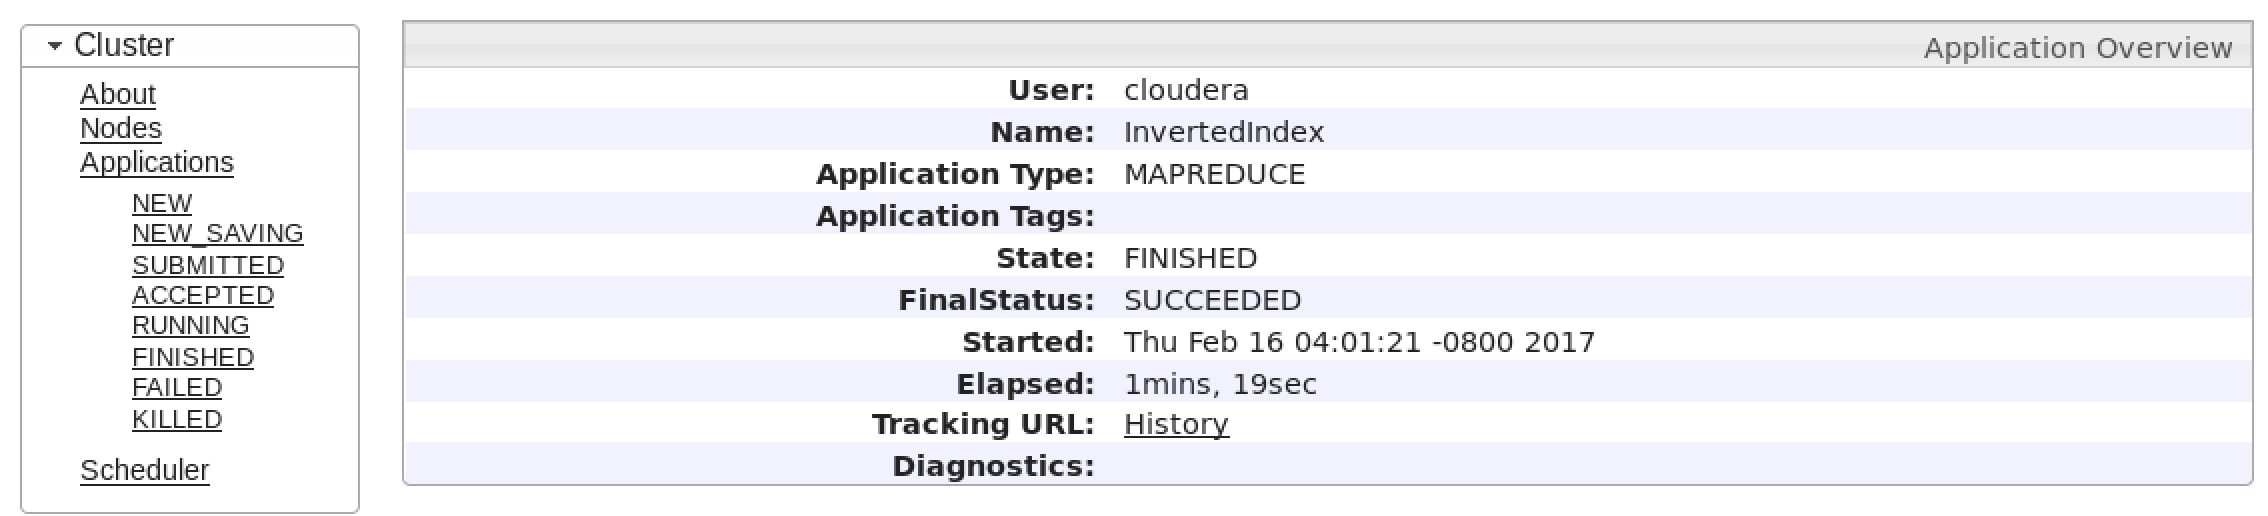 Cluster
About
Nodes
Applications
NEW
NEW_SAVING
SUBMITTED
ACCEPTED
RUNNING
FINISHED
FAILED
KILLED
Scheduler
Application Overview
User: cloudera
Name: InvertedIndex
Application Type: MAPREDUCE
Application Tags:
State: FINISHED
FinalStatus: SUCCEEDED
Started: Thu Feb 16 04:01:21 -0800 2017
Elapsed: 1mins, 19sec
Tracking URL: History
Diagnostics: